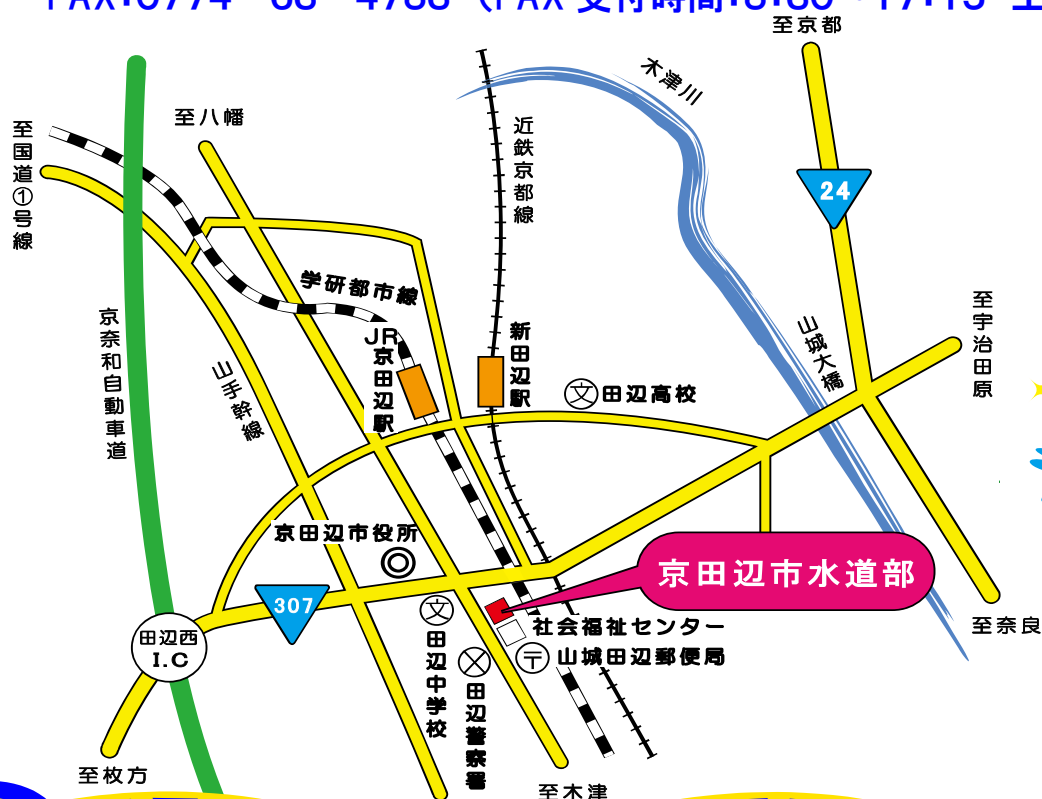 至京都
木津川
至八幡
至国道①号線
近鉄京都線
24
学研都市線
至宇治田原
京奈和自動車道
山城大橋
新田辺駅
JR京田辺駅
山手幹線
文田辺高校
京田辺市役所
京田辺市水道部
307
文田辺中学校
社会福祉センター
田辺西
I.C
〒山城田辺郵便局
至奈良
田辺警察署
至枚方
至木津